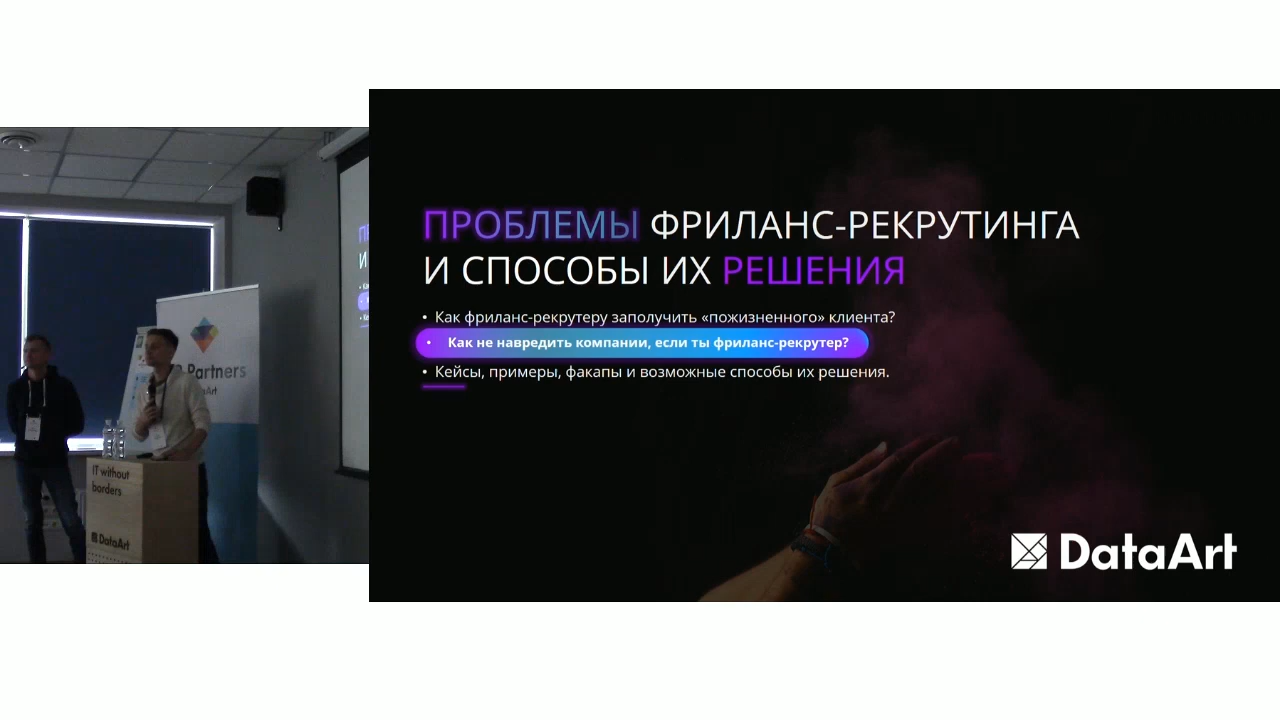 ПРОБЛЕМЫ ФРИЛАНС-РЕКРУТИНГА
И СПОСОБЫ ИХ РЕШЕНИЯ
• Как фриланс-рекрутеру заполучить «пожизненного» клиента?
• Как не навредить компании, если ты фриланс-рекрутер?
• Кейсы, примеры, факапы и возможные способы их решения.
DataArt
Partners
IT without
borders
DataArt